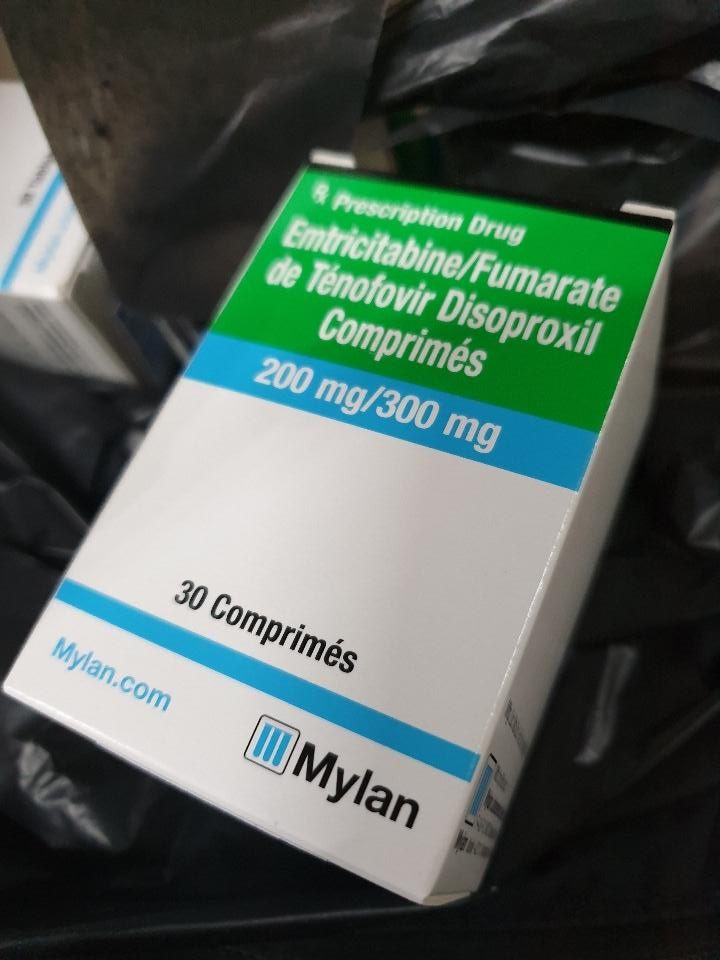 ℞ Prescription Drug
Emtricitabine/Fumarate
de Ténofovir Disoproxil
Comprimés
200 mg/300 mg
30 Comprimés
Mylan.com
Mylan